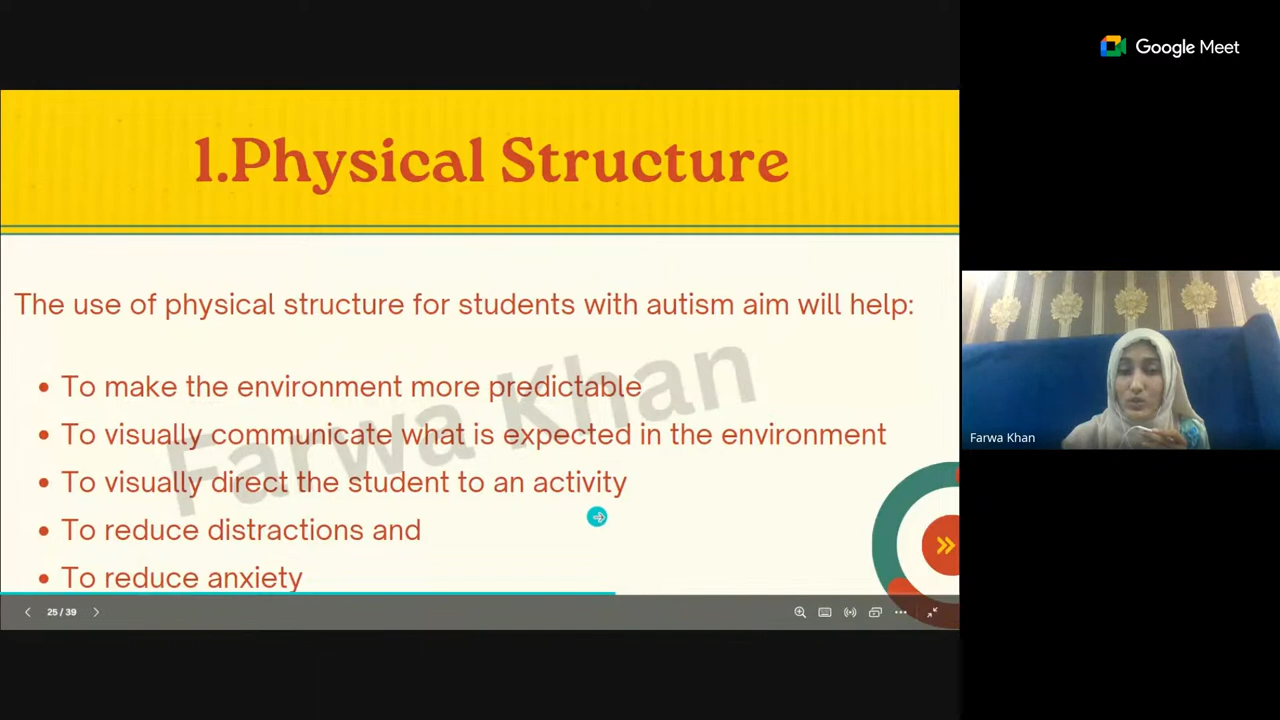 Google Meet
1.Physical Structure
The use of physical structure for students with autism aim will help:
• To make the environment more predictable
• To visually communicate what is expected in the environment
• To visually direct the student to an activity
• To reduce distractions and
• To reduce anxiety
Farwa Khan
25 / 39
Farwa Khan